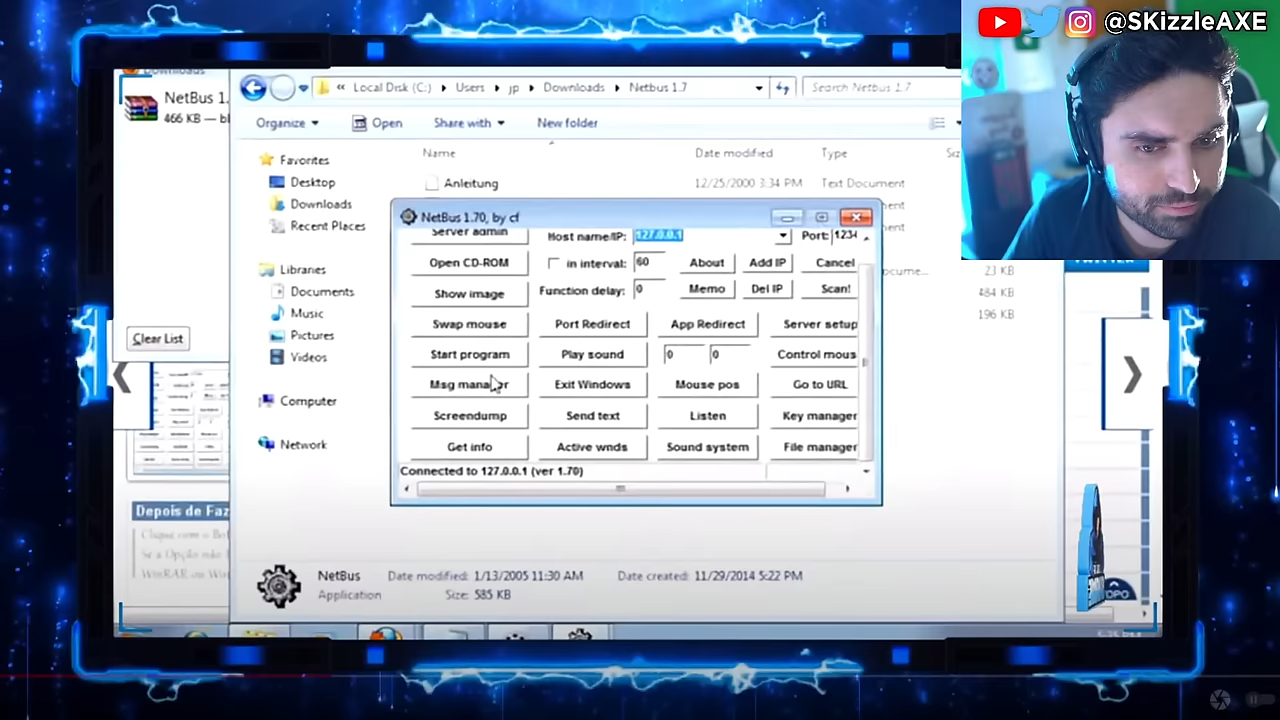 @SKizzleAXE
Downloads
NetBus 1.
466 KB — bl
Clear List
Depois de Faz
Local Disk (C:) Users jp Downloads Netbus 1.7
Search Netbus 1.7
Organize Open Share with New folder
Name Date modified Type
Favorites
Desktop
Downloads
Recent Places
Libraries
Documents
Music
Pictures
Videos
Computer
Network
Anleitung 12/25/2000 3:34 PM Text Document
23 KB
484 KB
196 KB
NetBus 1.70, by cf
Server admin Host name/IP: 127.0.0.1 Port: 1234
Open CD-ROM in interval: 60 About Add IP Cancel
Show image Function delay: 0 Memo Del IP Scan!
Swap mouse Port Redirect App Redirect Server setup
Start program Play sound 0 0 Control mous
Msg manager Exit Windows Mouse pos Go to URL
Screendump Send text Listen Key manager
Get info Active wnds Sound system File manager
Connected to 127.0.0.1 (ver 1.70)
NetBus Date modified: 1/13/2005 11:30 AM Date created: 11/29/2014 5:22 PM
Application Size: 585 KB
TOPO